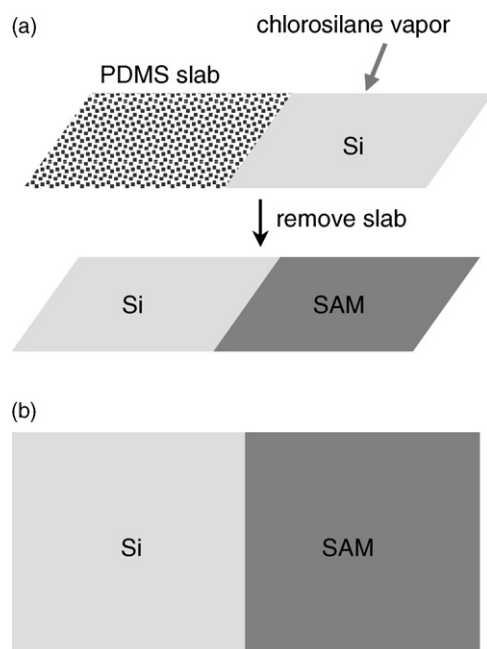 (a)
chlorosilane vapor
PDMS slab
Si
remove slab
Si SAM
(b)
Si SAM